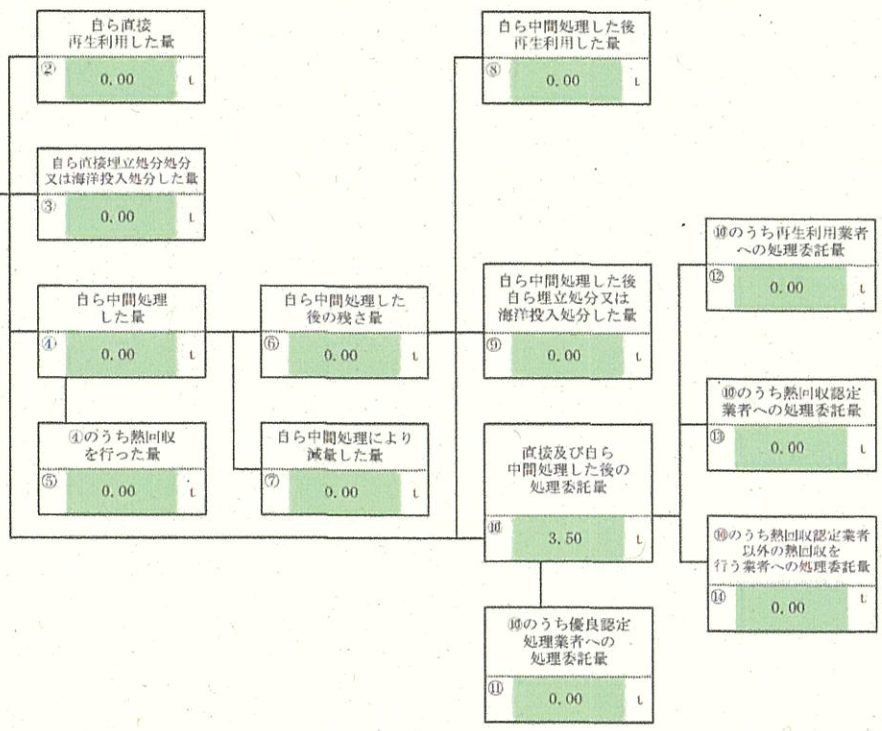 自ら直接
再生利用した量
② 0.00 t
自ら直接埋立処分処分
又は海洋投入処分した量
③ 0.00 t
自ら中間処理
した量
④ 0.00 t
④のうち熱回収
を行った量
⑤ 0.00 t
自ら中間処理した
後の残さ量
⑥ 0.00 t
自ら中間処理により
減量した量
⑦ 0.00 t
自ら中間処理した後
再生利用した量
⑧ 0.00 t
自ら中間処理した後
自ら埋立処分又は
海洋投入処分した量
⑨ 0.00 t
直接及び自ら
中間処理した後の
処理委託量
⑩ 3.50 t
⑩のうち優良認定
処理業者への
処理委託量
⑪ 0.00 t
⑩のうち再生利用業者
への処理委託量
⑫ 0.00 t
⑩のうち熱回収認定
業者への処理委託量
⑬ 0.00 t
⑩のうち熱回収認定業者
以外の熱回収を
行う業者への処理委託量
⑭ 0.00 t